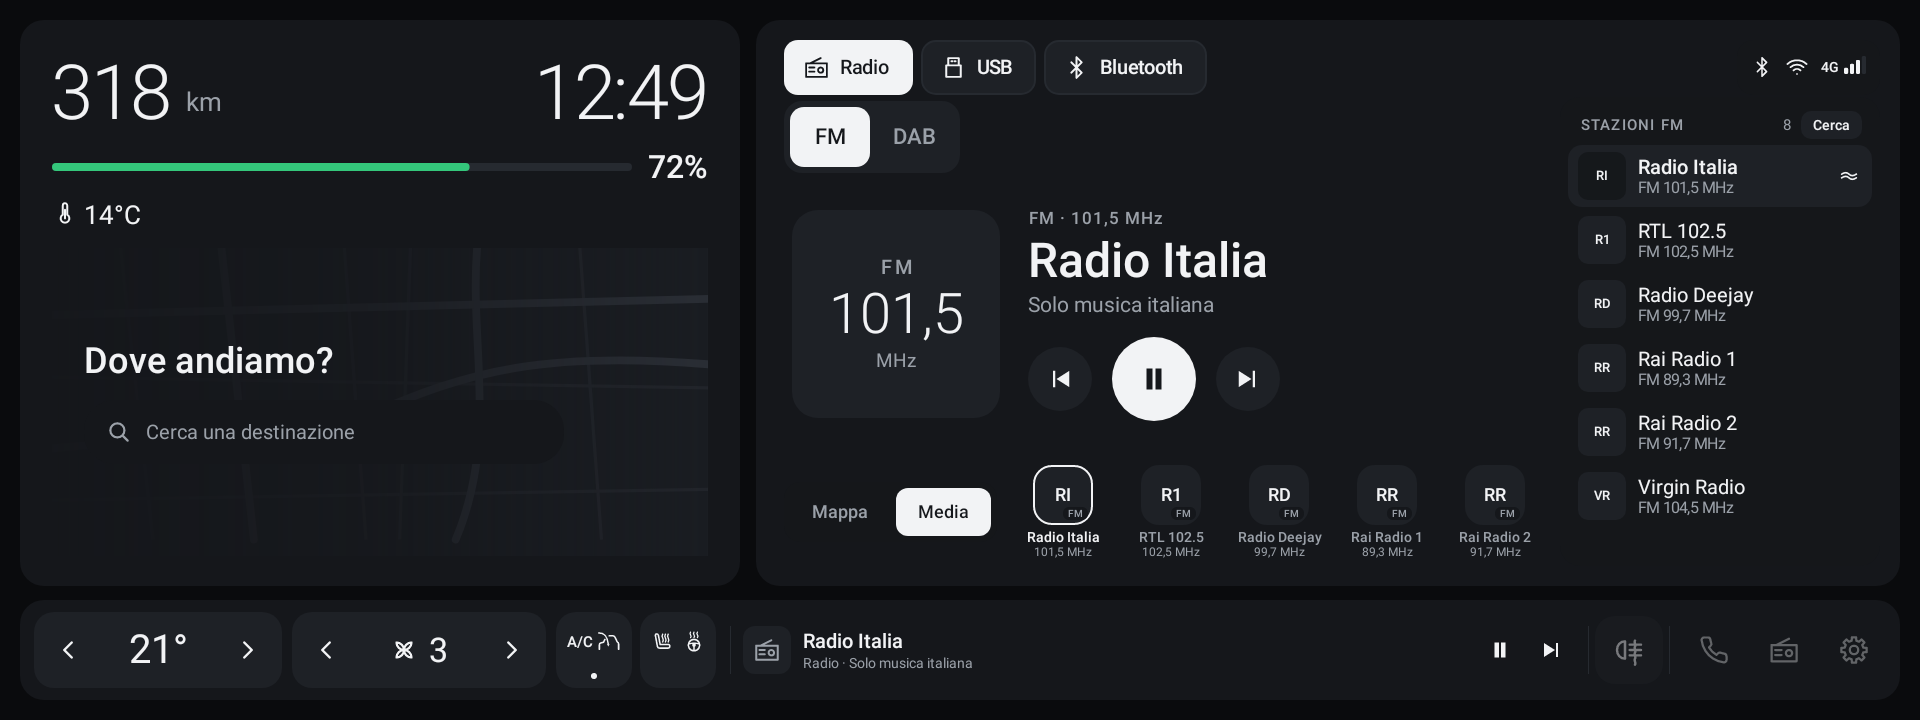 318 km
12:49
72%
14°C
Dove andiamo?
Cerca una destinazione
Radio
USB
Bluetooth
4G
FM
DAB
FM
101,5
MHz
FM · 101,5 MHz
Radio Italia
Solo musica italiana
Mappa
Media
RI
FM
Radio Italia
101,5 MHz
R1
FM
RTL 102.5
102,5 MHz
RD
FM
Radio Deejay
99,7 MHz
RR
FM
Rai Radio 1
89,3 MHz
RR
FM
Rai Radio 2
91,7 MHz
STAZIONI FM
8
Cerca
RI
Radio Italia
FM 101,5 MHz
R1
RTL 102.5
FM 102,5 MHz
RD
Radio Deejay
FM 99,7 MHz
RR
Rai Radio 1
FM 89,3 MHz
RR
Rai Radio 2
FM 91,7 MHz
VR
Virgin Radio
FM 104,5 MHz
21°
3
A/C
Radio Italia
Radio · Solo musica italiana